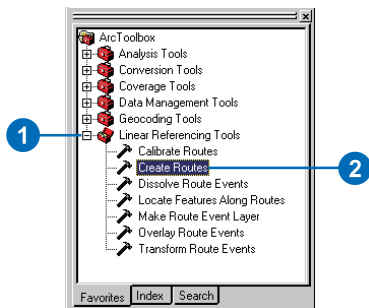 ArcToolbox
Analysis Tools
Conversion Tools
Coverage Tools
Data Management Tools
Geocoding Tools
1 Linear Referencing Tools
Calibrate Routes
Create Routes 2
Dissolve Route Events
Locate Features Along Routes
Make Route Event Layer
Overlay Route Events
Transform Route Events
Favorites Index Search